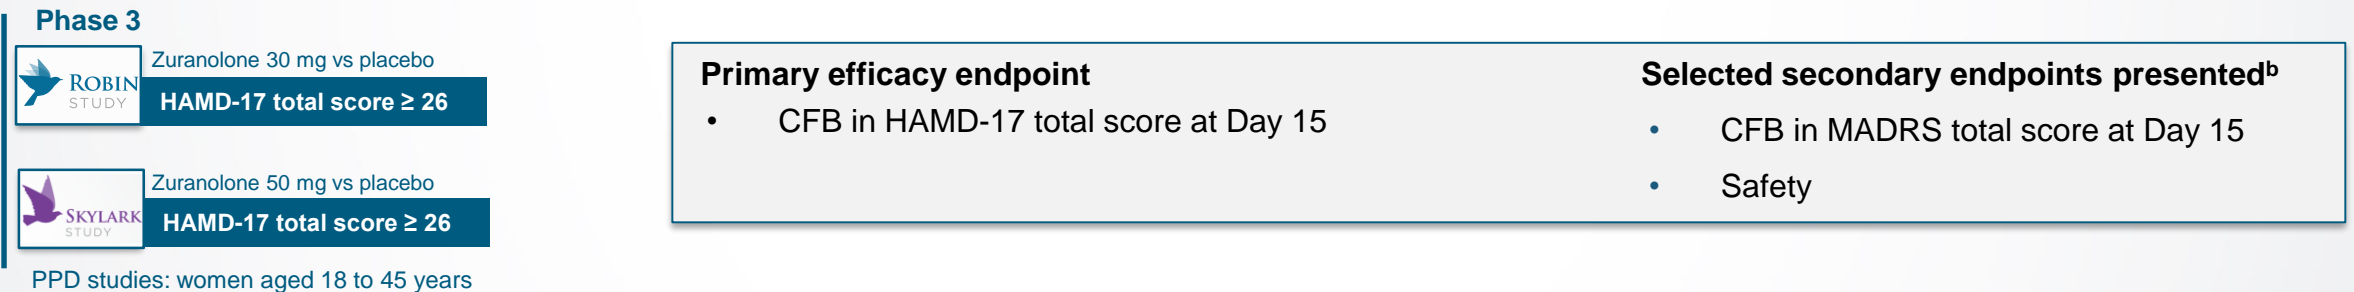 Phase 3
ROBIN
STUDY
Zuranolone 30 mg vs placebo
HAMD-17 total score ≥ 26
SKYLARK
STUDY
Zuranolone 50 mg vs placebo
HAMD-17 total score ≥ 26
PPD studies: women aged 18 to 45 years
Primary efficacy endpoint
• CFB in HAMD-17 total score at Day 15
Selected secondary endpoints presentedᵇ
• CFB in MADRS total score at Day 15
• Safety